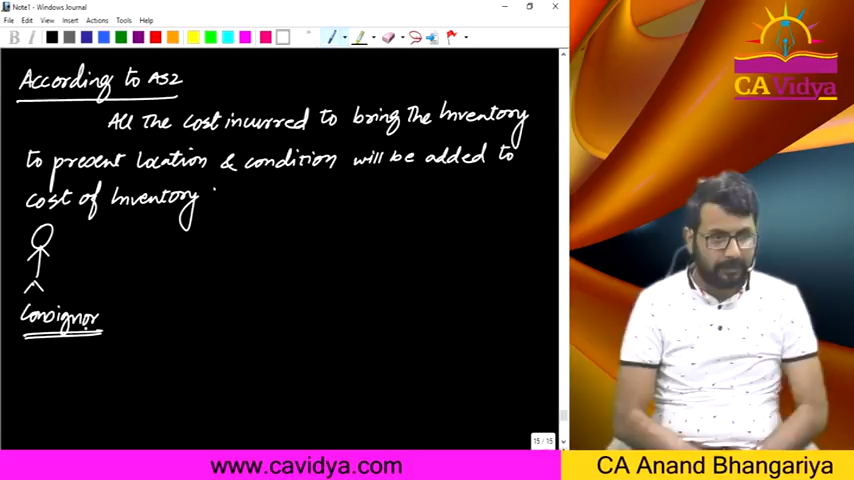 Note1 - Windows Journal
File Edit View Insert Actions Tools Help
B I
According to AS2
All The cost incurred to bring The Inventory
to present location & condition will be added to
cost of Inventory
Consignor
15 / 15
CA Vidya
www.cavidya.com
CA Anand Bhangariya